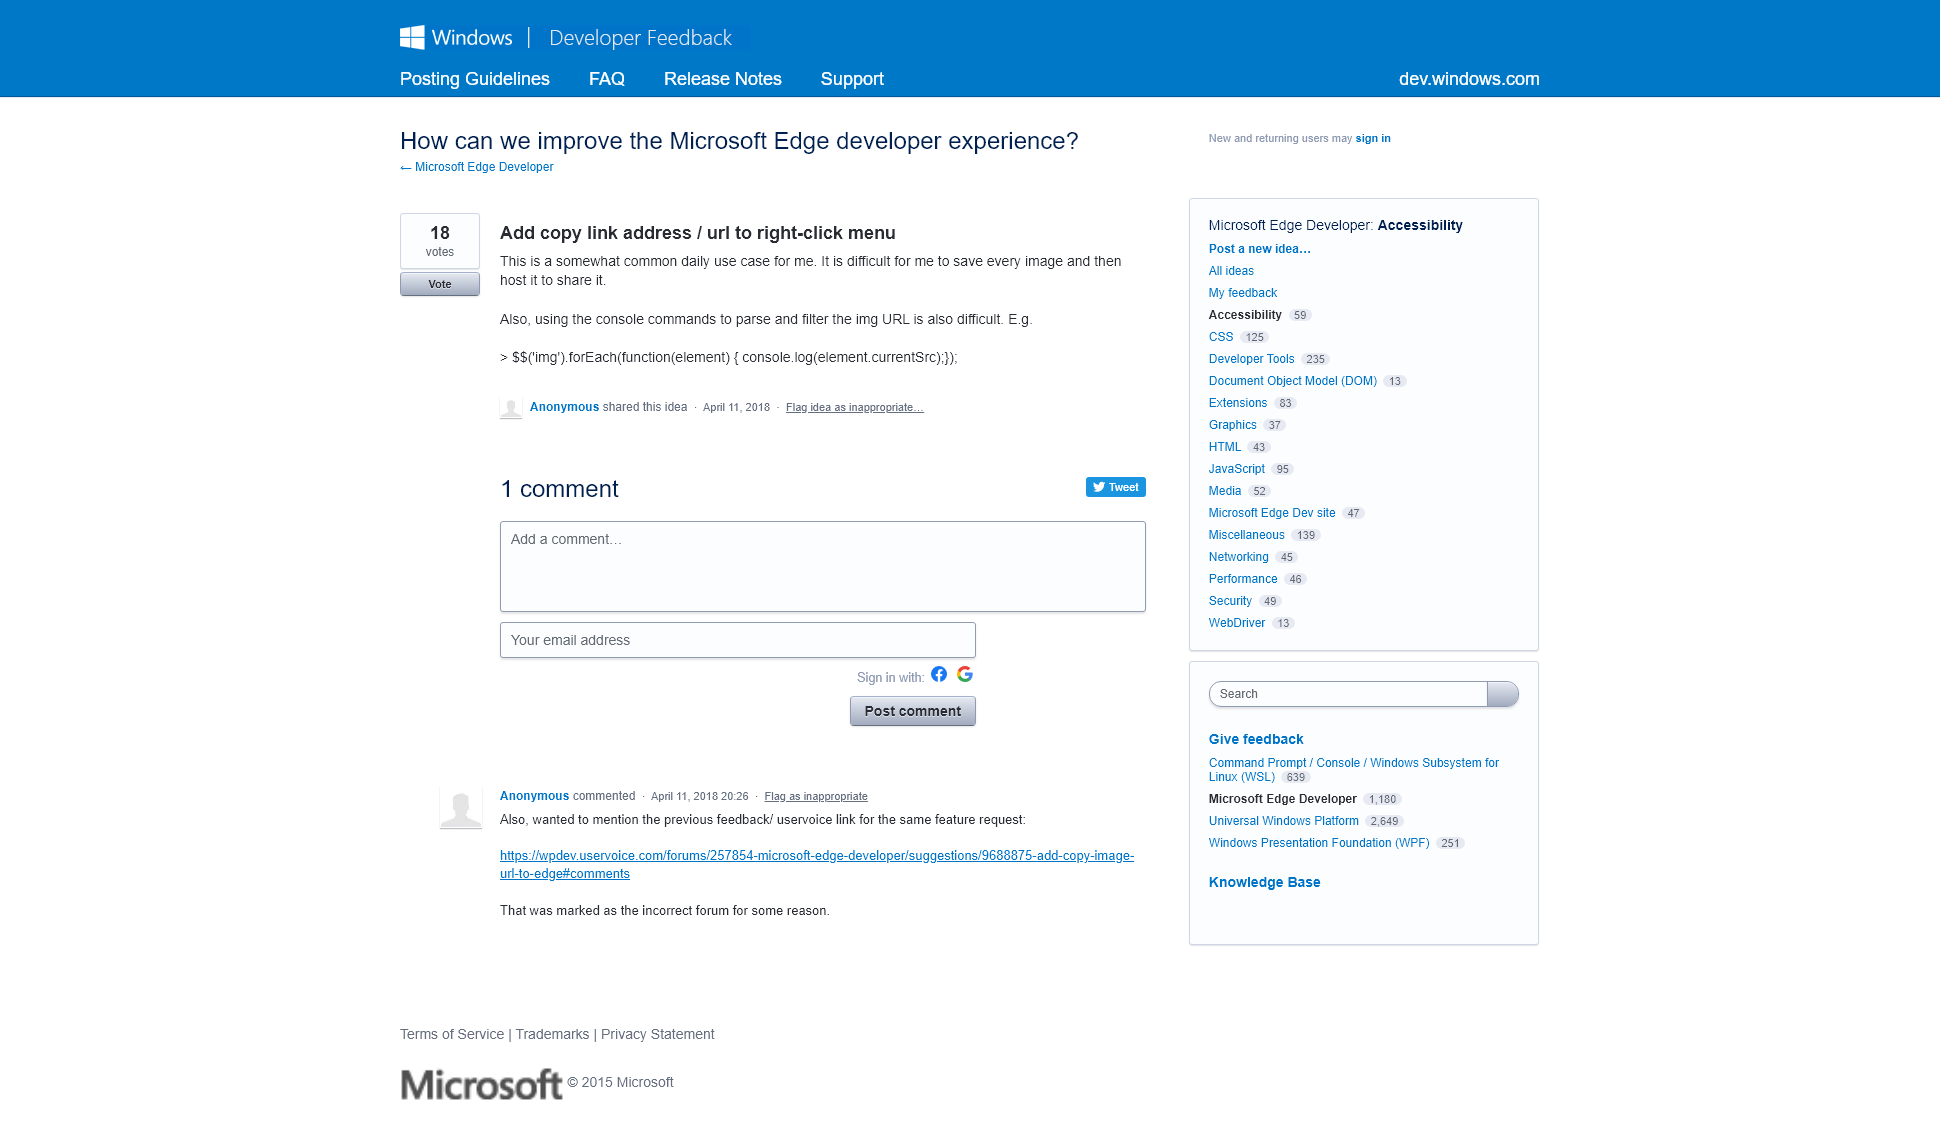 Windows | Developer Feedback
Posting Guidelines FAQ Release Notes Support dev.windows.com
How can we improve the Microsoft Edge developer experience?
← Microsoft Edge Developer
New and returning users may sign in
18
votes
Vote
Add copy link address / url to right-click menu
This is a somewhat common daily use case for me. It is difficult for me to save every image and then
host it to share it.
Also, using the console commands to parse and filter the img URL is also difficult. E.g.
> $$('img').forEach(function(element) { console.log(element.currentSrc);});
Anonymous shared this idea · April 11, 2018 · Flag idea as inappropriate…
1 comment
Tweet
Add a comment…
Your email address
Sign in with:
Post comment
Anonymous commented · April 11, 2018 20:26 · Flag as inappropriate
Also, wanted to mention the previous feedback/ uservoice link for the same feature request:
https://wpdev.uservoice.com/forums/257854-microsoft-edge-developer/suggestions/9688875-add-copy-image-
url-to-edge#comments
That was marked as the incorrect forum for some reason.
Microsoft Edge Developer: Accessibility
Post a new idea…
All ideas
My feedback
Accessibility 59
CSS 125
Developer Tools 235
Document Object Model (DOM) 13
Extensions 83
Graphics 37
HTML 43
JavaScript 95
Media 52
Microsoft Edge Dev site 47
Miscellaneous 139
Networking 45
Performance 46
Security 49
WebDriver 13
Search
Give feedback
Command Prompt / Console / Windows Subsystem for
Linux (WSL) 639
Microsoft Edge Developer 1,180
Universal Windows Platform 2,649
Windows Presentation Foundation (WPF) 251
Knowledge Base
Terms of Service | Trademarks | Privacy Statement
Microsoft © 2015 Microsoft